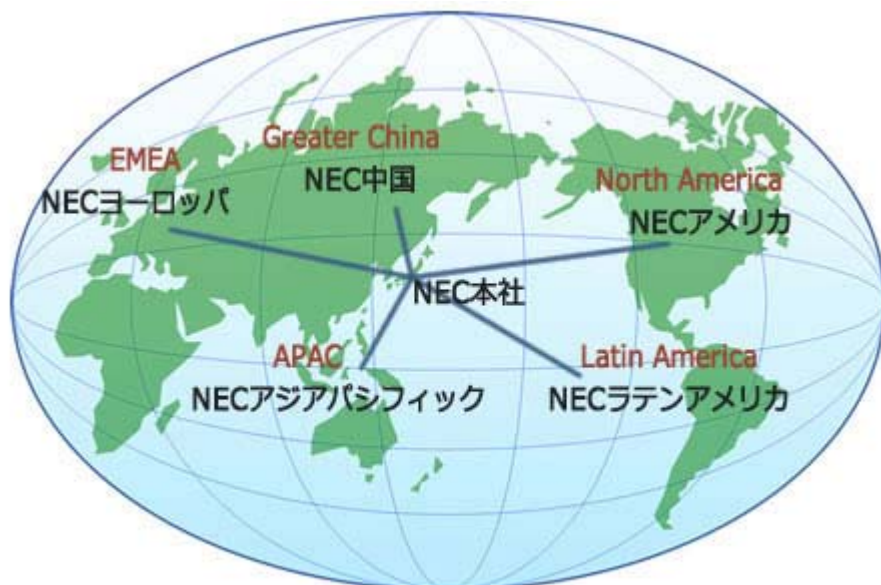 EMEA
NECヨーロッパ
Greater China
NEC中国
North America
NECアメリカ
NEC本社
APAC
NECアジアパシフィック
Latin America
NECラテンアメリカ